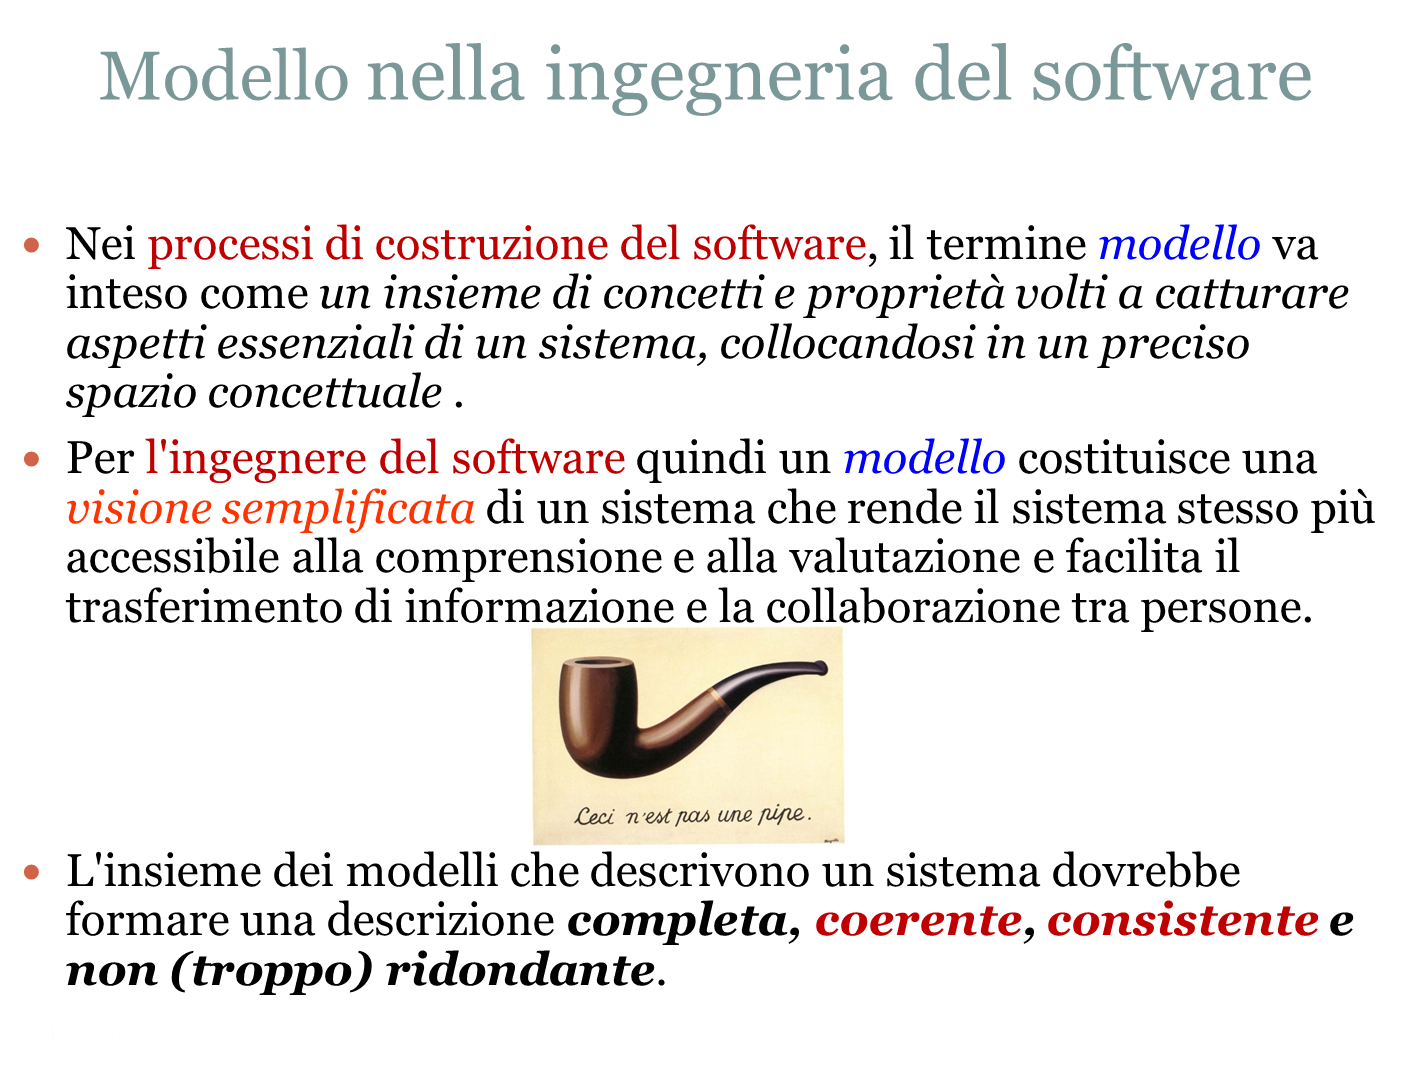 Modello nella ingegneria del software
• Nei processi di costruzione del software, il termine modello va
inteso come un insieme di concetti e proprietà volti a catturare
aspetti essenziali di un sistema, collocandosi in un preciso
spazio concettuale .
• Per l'ingegnere del software quindi un modello costituisce una
visione semplificata di un sistema che rende il sistema stesso più
accessibile alla comprensione e alla valutazione e facilita il
trasferimento di informazione e la collaborazione tra persone.
Ceci n'est pas une pipe.
• L'insieme dei modelli che descrivono un sistema dovrebbe
formare una descrizione completa, coerente, consistente e
non (troppo) ridondante.